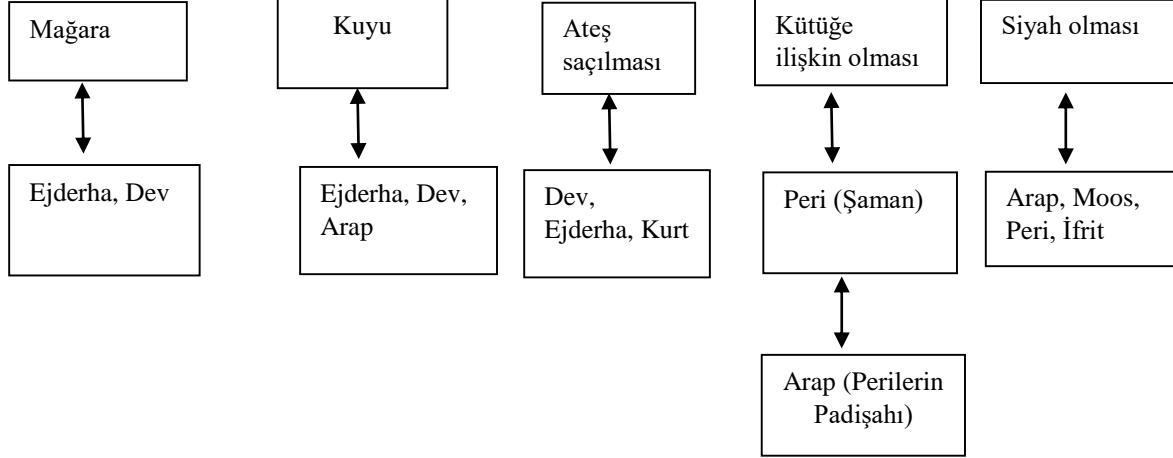 Mağara
Kuyu
Ateş
saçılması
Kütüğe
ilişkin olması
Siyah olması
Ejderha, Dev
Ejderha, Dev,
Arap
Dev,
Ejderha, Kurt
Peri (Şaman)
Arap, Moos,
Peri, İfrit
Arap (Perilerin
Padişahı)